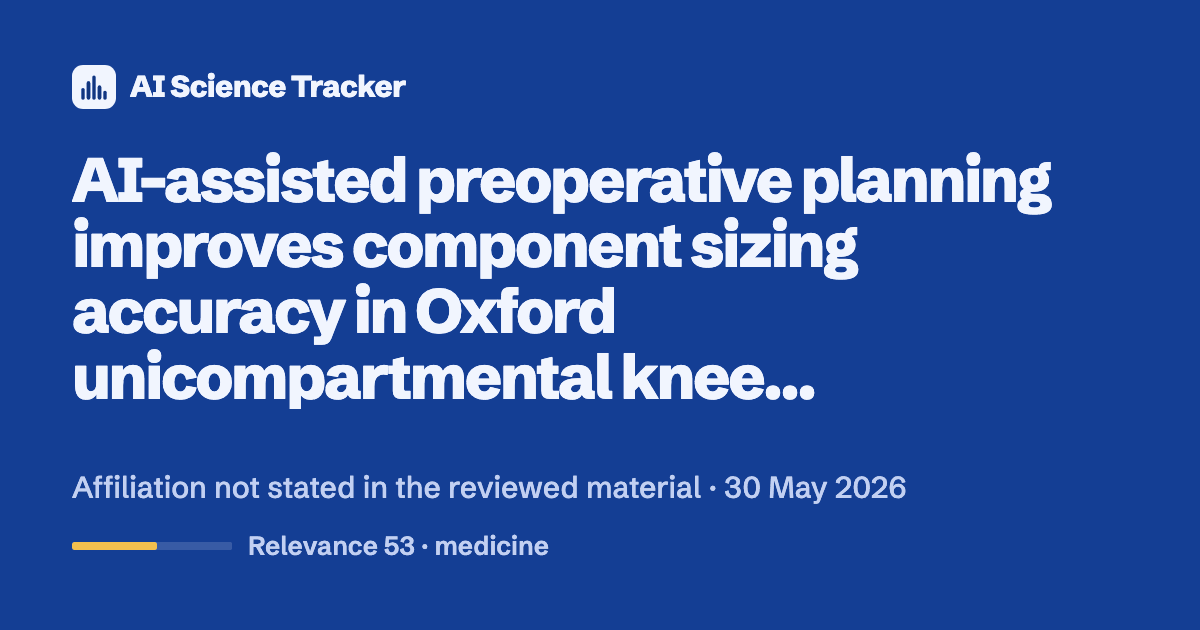 AI Science Tracker
AI-assisted preoperative planning
improves component sizing
accuracy in Oxford
unicompartmental knee...
Affiliation not stated in the reviewed material · 30 May 2026
Relevance 53 · medicine